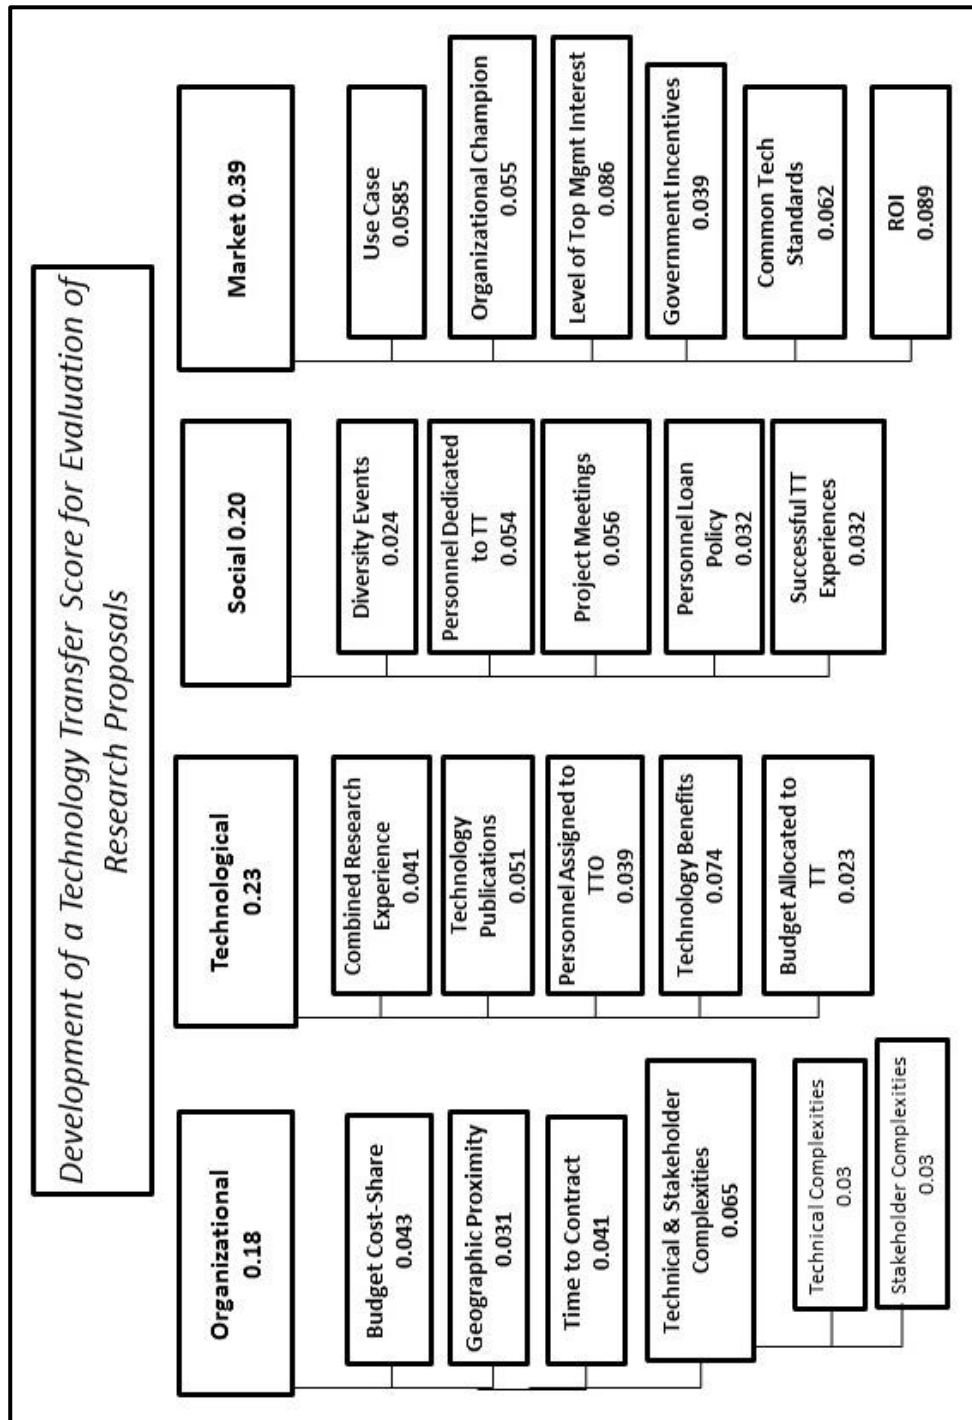 Development of a Technology Transfer Score for Evaluation of
Research Proposals
Organizational
0.18
Budget Cost-Share
0.043
Geographic Proximity
0.031
Time to Contract
0.041
Technical & Stakeholder
Complexities
0.065
Technical Complexities
0.03
Stakeholder Complexities
0.03
Technological
0.23
Combined Research
Experience
0.041
Technology
Publications
0.051
Personnel Assigned to
TTO
0.039
Technology Benefits
0.074
Budget Allocated to
TT
0.023
Social 0.20
Diversity Events
0.024
Personnel Dedicated
to TT
0.054
Project Meetings
0.056
Personnel Loan
Policy
0.032
Successful TT
Experiences
0.032
Market 0.39
Use Case
0.0585
Organizational Champion
0.055
Level of Top Mgmt Interest
0.086
Government Incentives
0.039
Common Tech
Standards
0.062
ROI
0.089